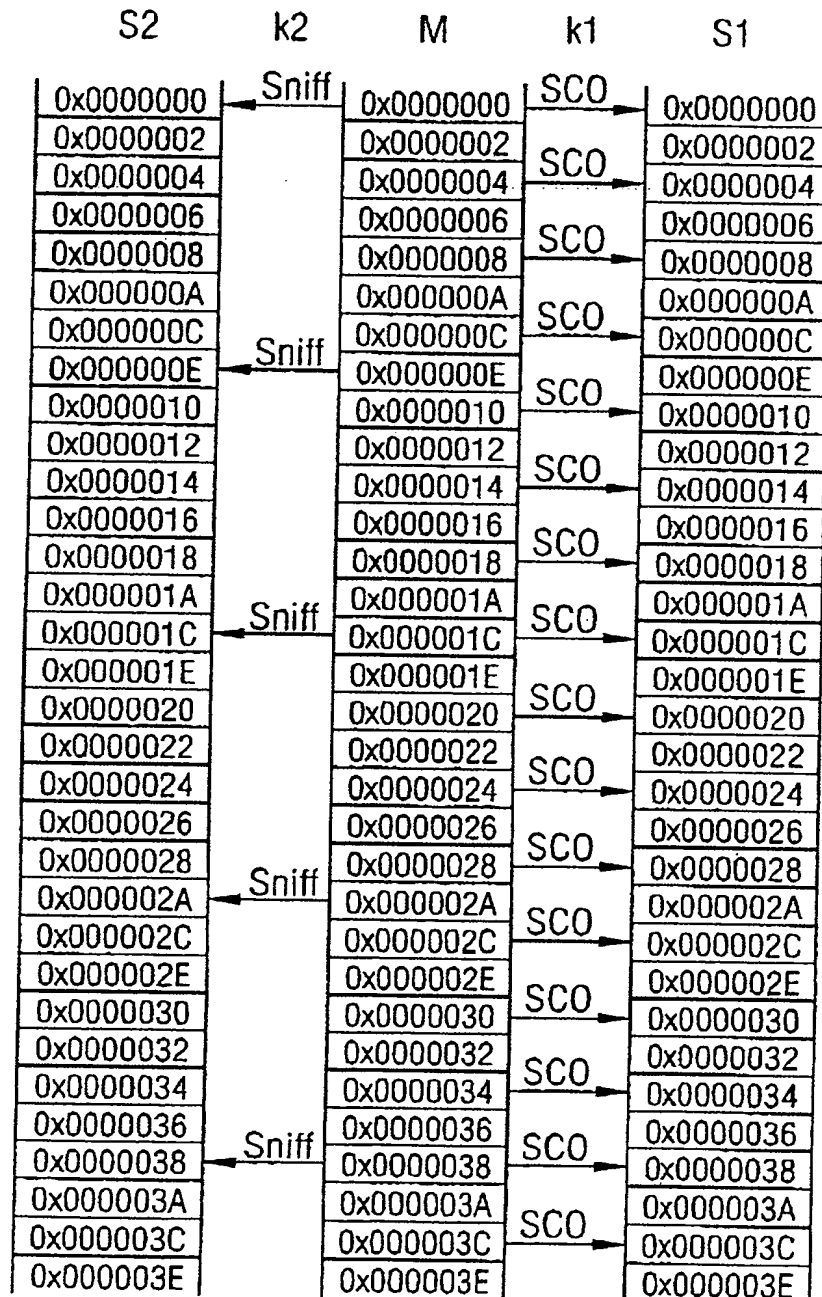 S2 k2 M k1 S1
0x0000000 Sniff 0x0000000 SCO 0x0000000
0x0000002 0x0000002 0x0000002
0x0000004 0x0000004 SCO 0x0000004
0x0000006 0x0000006 0x0000006
0x0000008 0x0000008 SCO 0x0000008
0x000000A 0x000000A 0x000000A
0x000000C 0x000000C SCO 0x000000C
0x000000E Sniff 0x000000E 0x000000E
0x0000010 0x0000010 SCO 0x0000010
0x0000012 0x0000012 0x0000012
0x0000014 0x0000014 SCO 0x0000014
0x0000016 0x0000016 0x0000016
0x0000018 0x0000018 SCO 0x0000018
0x000001A 0x000001A 0x000001A
0x000001C Sniff 0x000001C SCO 0x000001C
0x000001E 0x000001E 0x000001E
0x0000020 0x0000020 SCO 0x0000020
0x0000022 0x0000022 0x0000022
0x0000024 0x0000024 SCO 0x0000024
0x0000026 0x0000026 0x0000026
0x0000028 0x0000028 SCO 0x0000028
0x000002A Sniff 0x000002A 0x000002A
0x000002C 0x000002C SCO 0x000002C
0x000002E 0x000002E 0x000002E
0x0000030 0x0000030 SCO 0x0000030
0x0000032 0x0000032 0x0000032
0x0000034 0x0000034 SCO 0x0000034
0x0000036 0x0000036 0x0000036
0x0000038 Sniff 0x0000038 SCO 0x0000038
0x000003A 0x000003A 0x000003A
0x000003C 0x000003C SCO 0x000003C
0x000003E 0x000003E 0x000003E